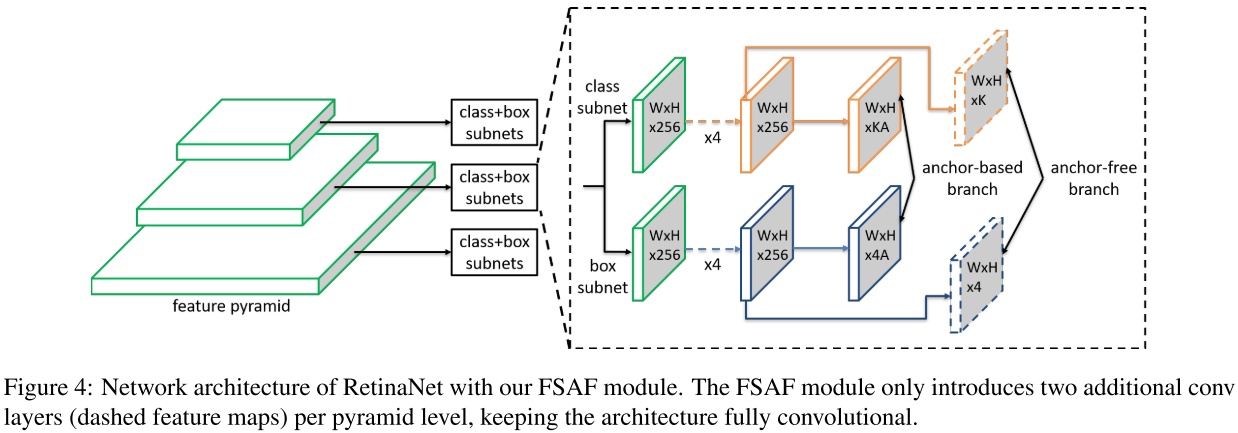 class+box
subnets
class+box
subnets
class+box
subnets
feature pyramid
class
subnet
WxH
x256
x4
WxH
x256
WxH
xKA
WxH
xK
anchor-based
branch
anchor-free
branch
box
subnet
WxH
x256
x4
WxH
x256
WxH
x4A
WxH
x4
Figure 4: Network architecture of RetinaNet with our FSAF module. The FSAF module only introduces two additional conv
layers (dashed feature maps) per pyramid level, keeping the architecture fully convolutional.